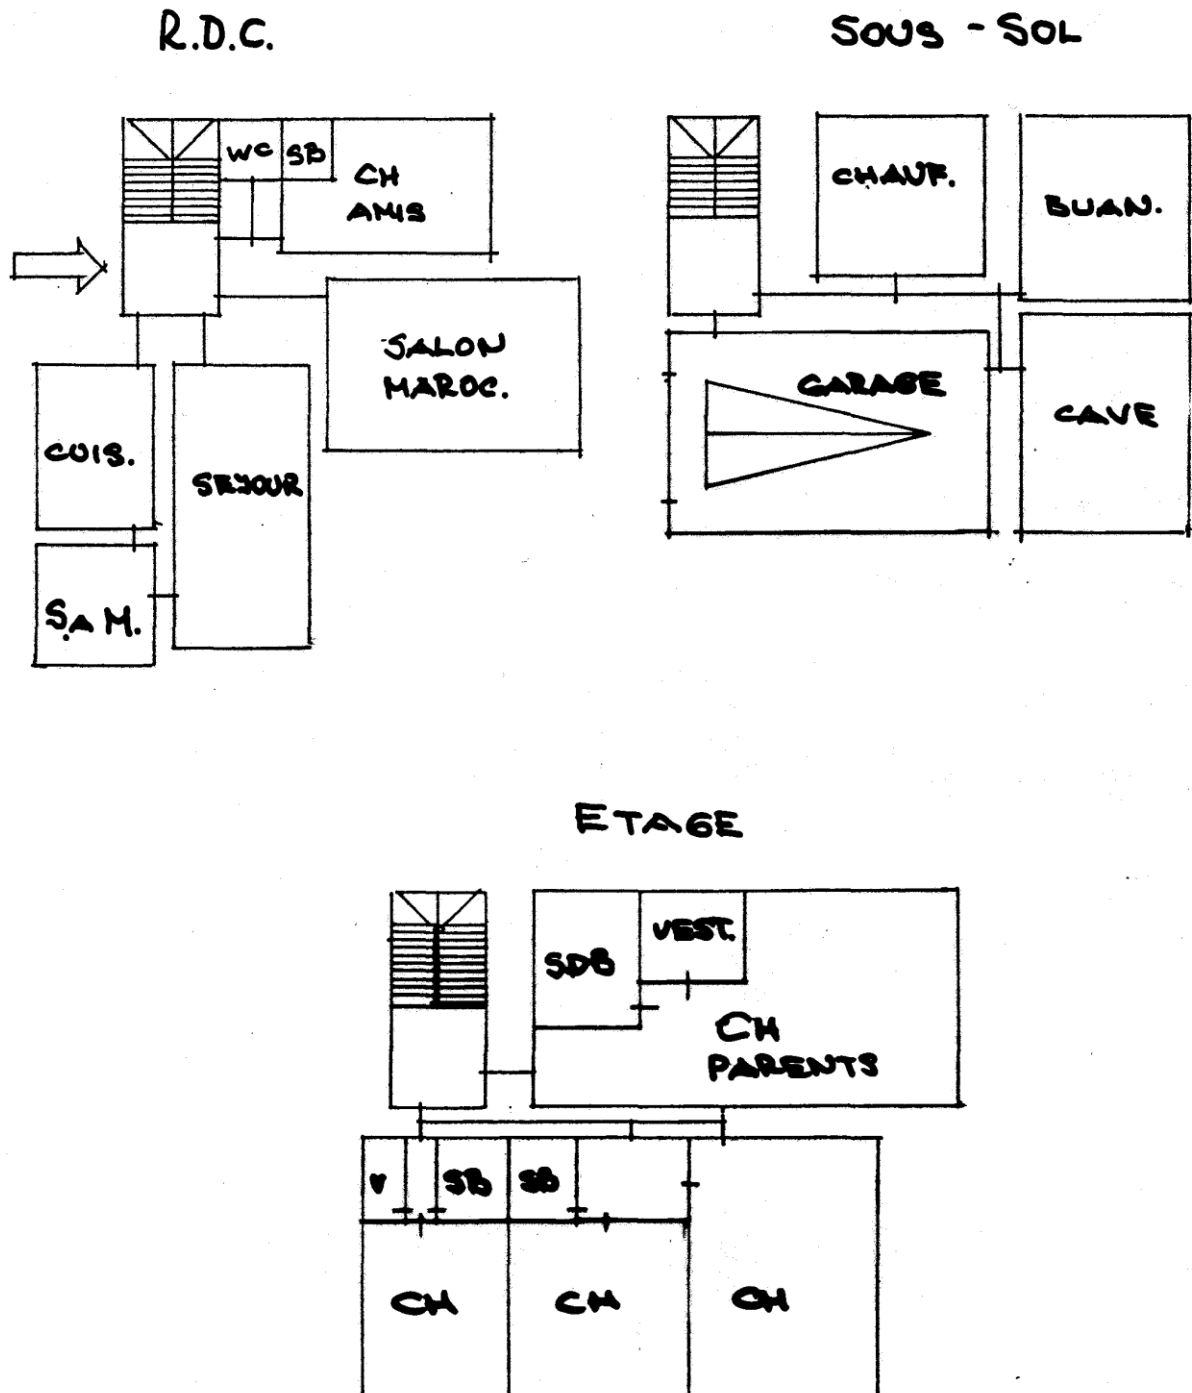 R.D.C.
SOUS - SOL
WC
SB
CH
AMIS
SALON
MAROC.
CUIS.
SEJOUR
S.A M.
CHAUF.
BUAN.
GARAGE
CAVE
ETAGE
SDB
VEST.
CH
PARENTS
V
SB
SB
CH
CH
CH